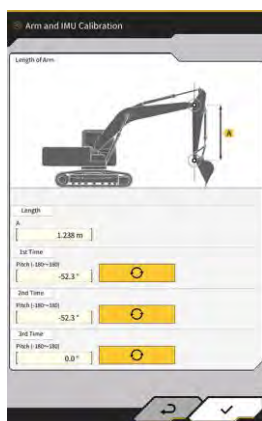 Arm and IMU Calibration
Length of Arm
A
Length
A
[ 1.238 m ]
1st Time
Pitch (-180~180)
[ -52.3 ° ]
2nd Time
Pitch (-180~180)
[ -52.3 ° ]
3rd Time
Pitch (-180~180)
[ 0.0 ° ]